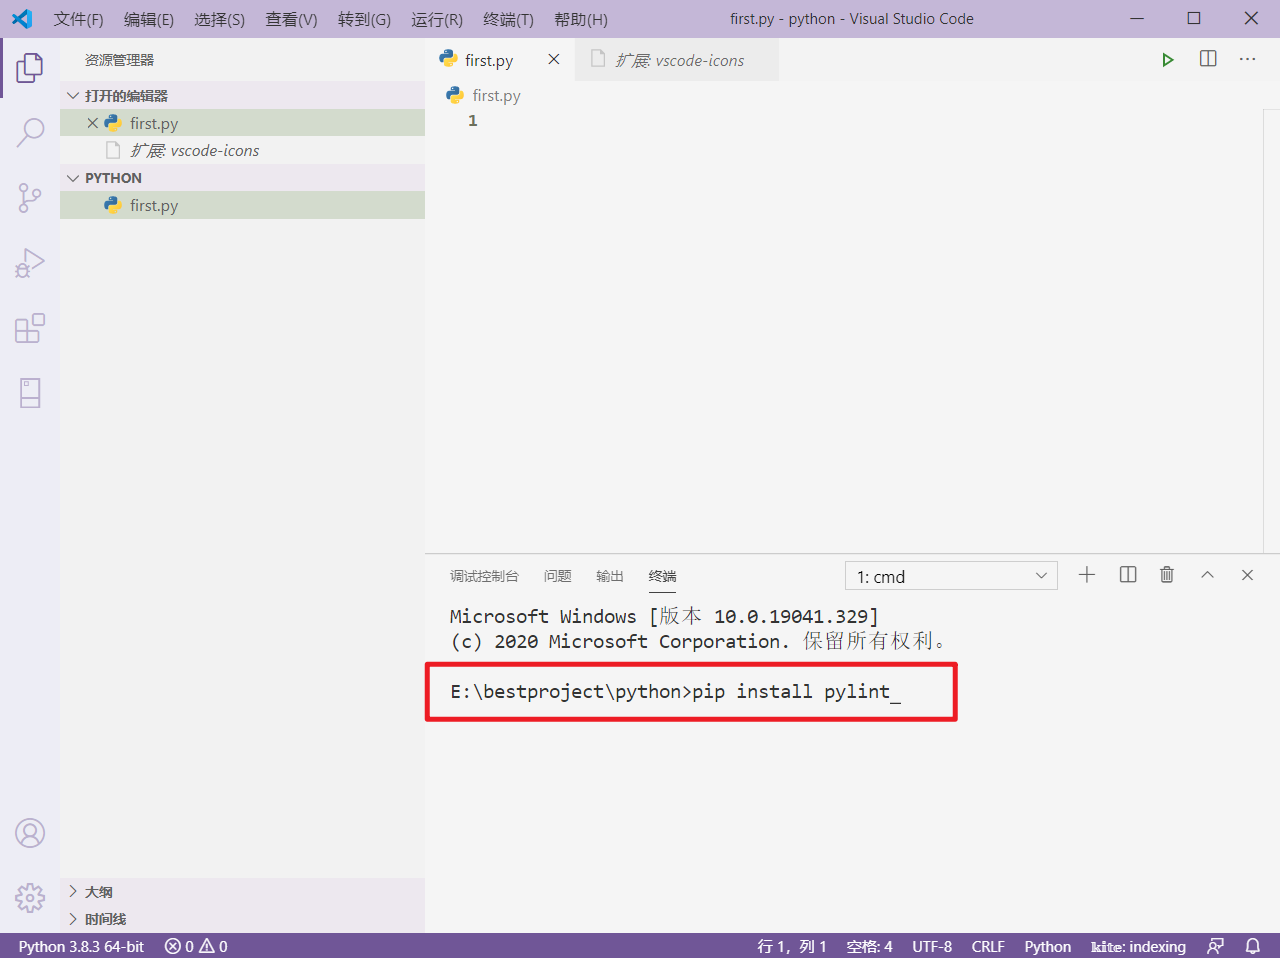 文件(F) 编辑(E) 选择(S) 查看(V) 转到(G) 运行(R) 终端(T) 帮助(H) first.py - python - Visual Studio Code
资源管理器
打开的编辑器
first.py
扩展: vscode-icons
PYTHON
first.py
大纲
时间线
first.py 扩展: vscode-icons
first.py
1
调试控制台 问题 输出 终端 1: cmd
Microsoft Windows [版本 10.0.19041.329]
(c) 2020 Microsoft Corporation. 保留所有权利。
E:\bestproject\python>pip install pylint_
Python 3.8.3 64-bit 0 0 行 1，列 1 空格: 4 UTF-8 CRLF Python kite: indexing